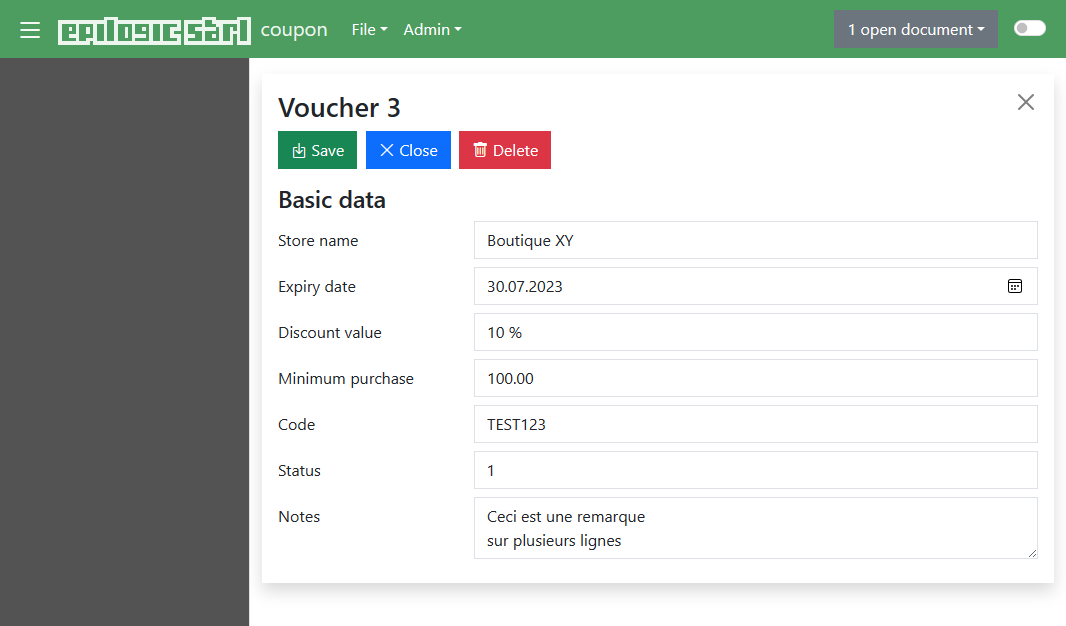 epilogic sàrl coupon File Admin 1 open document
Voucher 3
Save Close Delete
Basic data
Store name Boutique XY
Expiry date 30.07.2023
Discount value 10 %
Minimum purchase 100.00
Code TEST123
Status 1
Notes Ceci est une remarque
sur plusieurs lignes